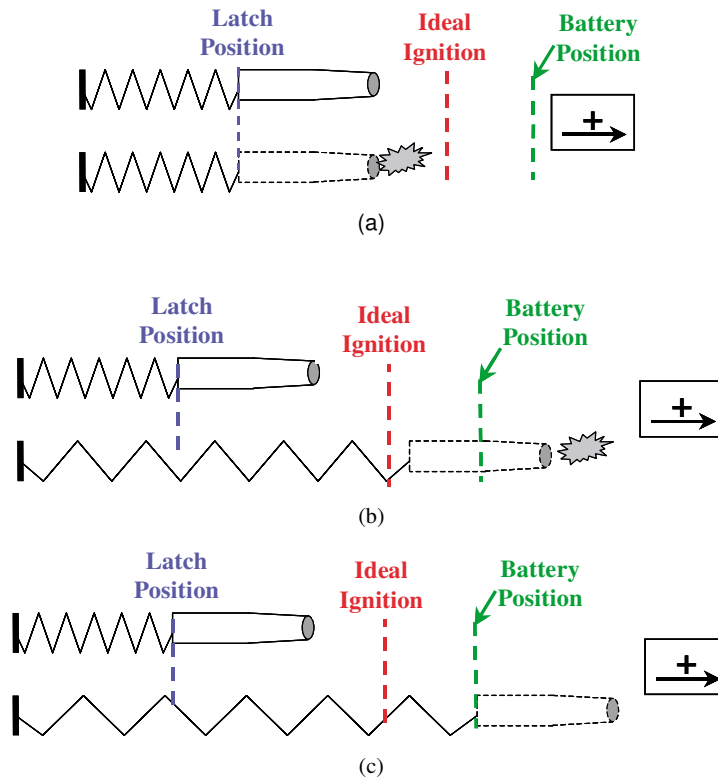 Latch
Position
Ideal
Ignition
Battery
Position
+
(a)
Latch
Position
Ideal
Ignition
Battery
Position
+
(b)
Latch
Position
Ideal
Ignition
Battery
Position
+
(c)